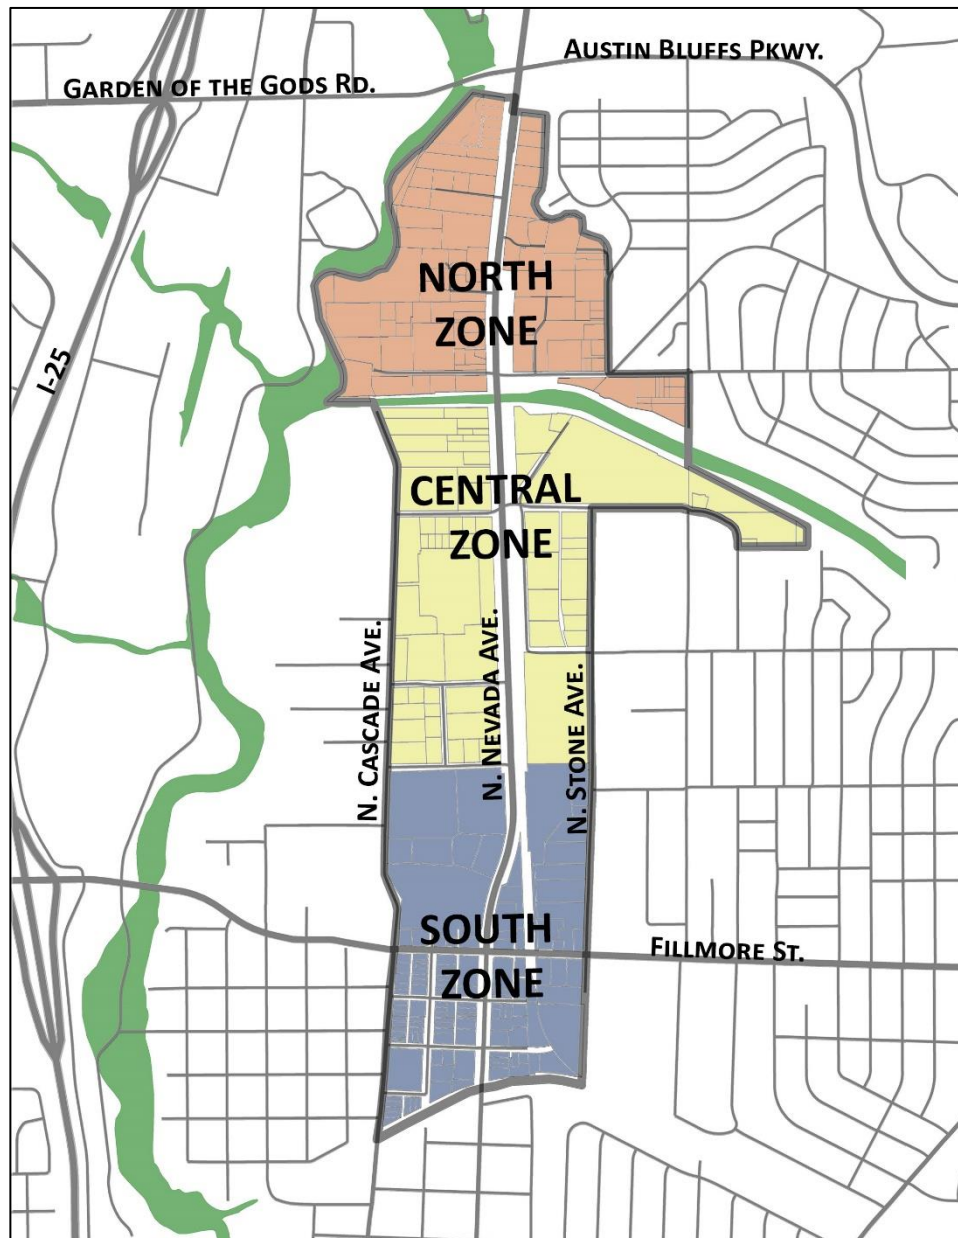 Austin Bluffs Pkwy.
Garden of the Gods Rd.
NORTH
ZONE
I-25
CENTRAL
ZONE
N. Cascade Ave.
N. Nevada Ave.
N. Stone Ave.
SOUTH
ZONE
Fillmore St.